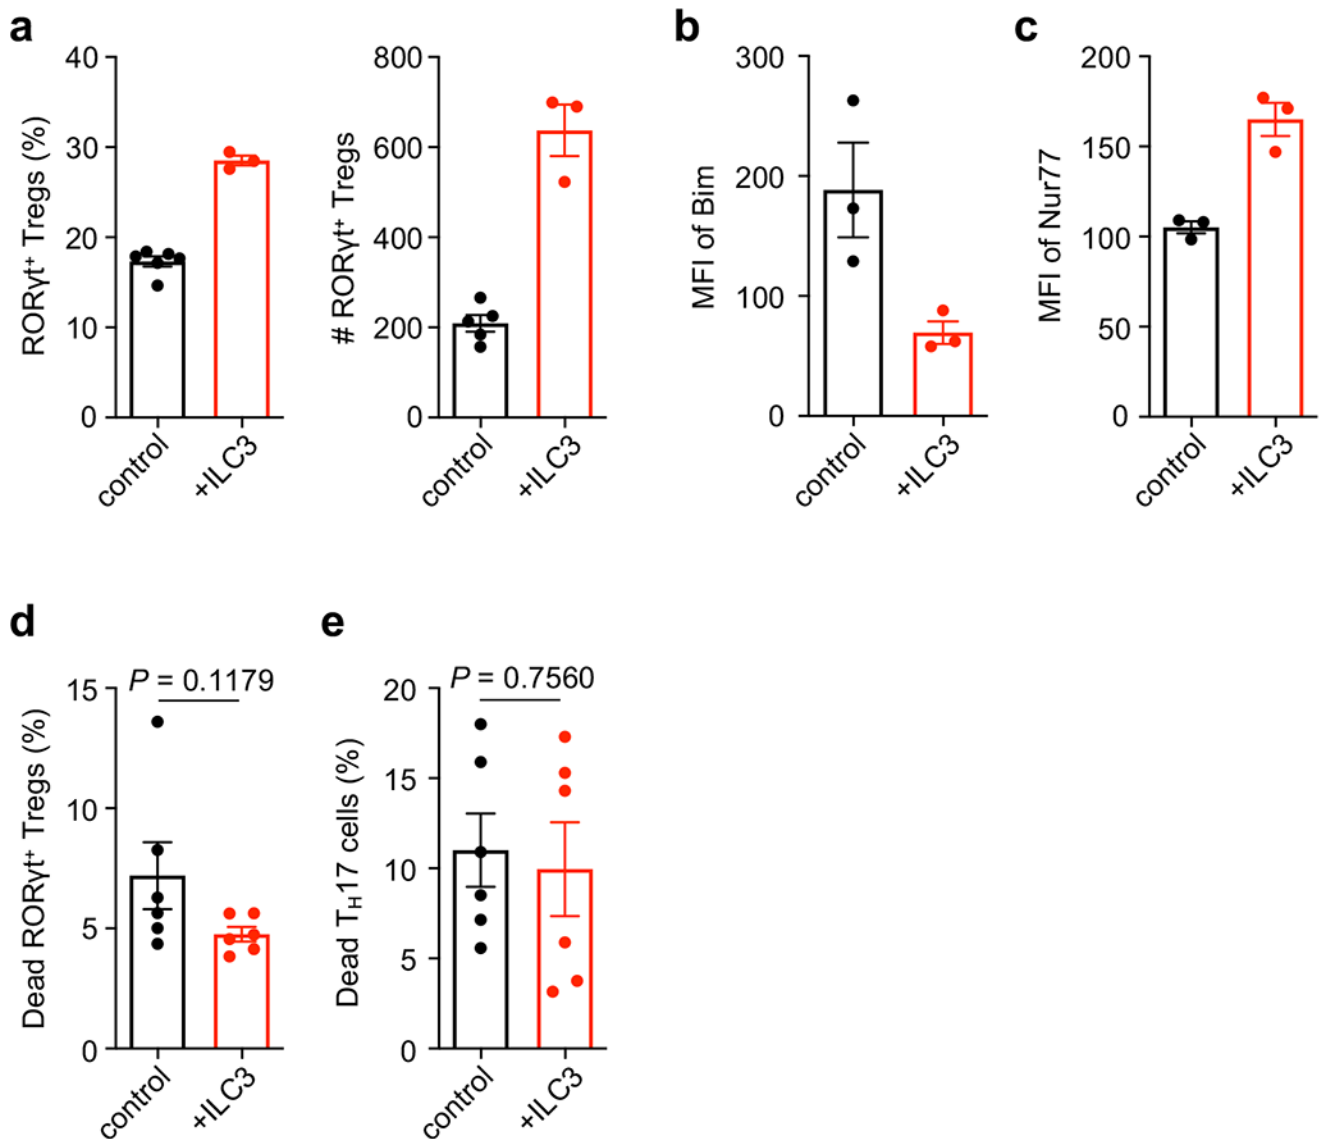 a
RORγt⁺ Tregs (%)
40
30
20
10
0
control
+ILC3
# RORγt⁺ Tregs
800
600
400
200
0
control
+ILC3
b
MFI of Bim
300
200
100
0
control
+ILC3
c
MFI of Nur77
200
150
100
50
0
control
+ILC3
d
Dead RORγt⁺ Tregs (%)
P = 0.1179
15
10
5
0
control
+ILC3
e
Dead TH17 cells (%)
P = 0.7560
20
15
10
5
0
control
+ILC3